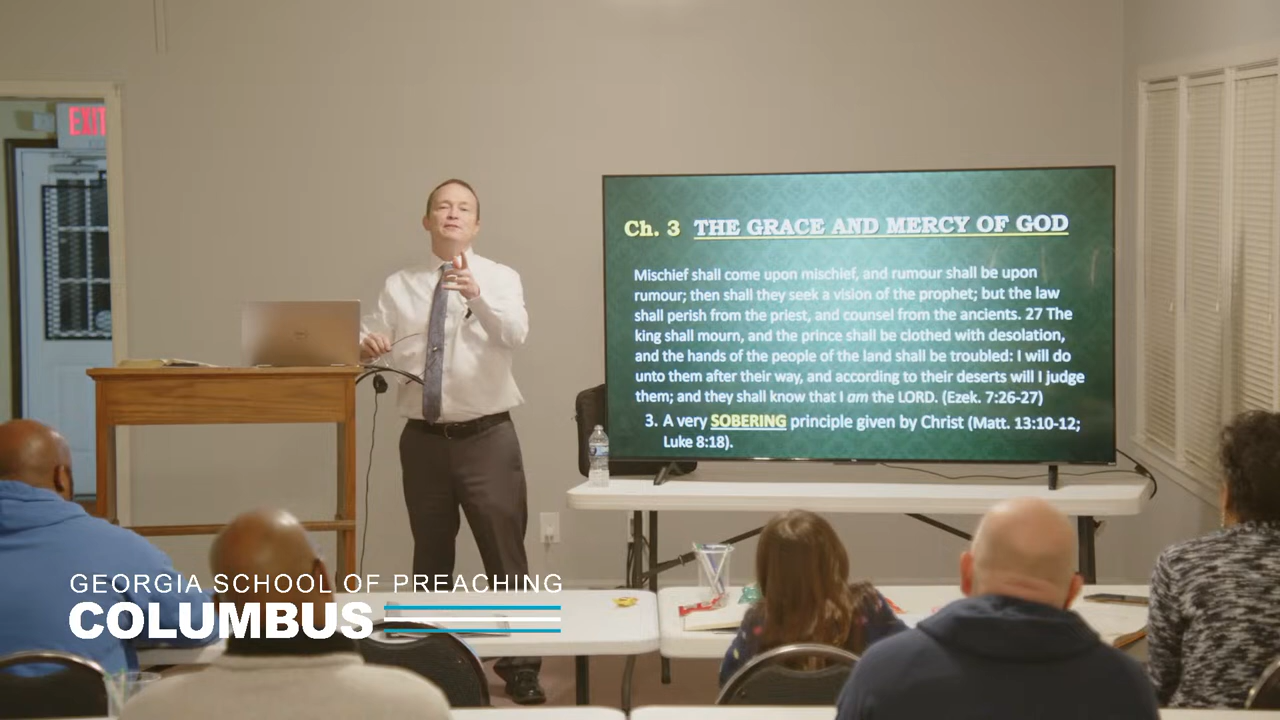 EXIT
Ch. 3 THE GRACE AND MERCY OF GOD
Mischief shall come upon mischief, and rumour shall be upon
rumour; then shall they seek a vision of the prophet; but the law
shall perish from the priest, and counsel from the ancients. 27 The
king shall mourn, and the prince shall be clothed with desolation,
and the hands of the people of the land shall be troubled: I will do
unto them after their way, and according to their deserts will I judge
them; and they shall know that I am the LORD. (Ezek. 7:26-27)
3. A very SOBERING principle given by Christ (Matt. 13:10-12;
Luke 8:18).
GEORGIA SCHOOL OF PREACHING
COLUMBUS